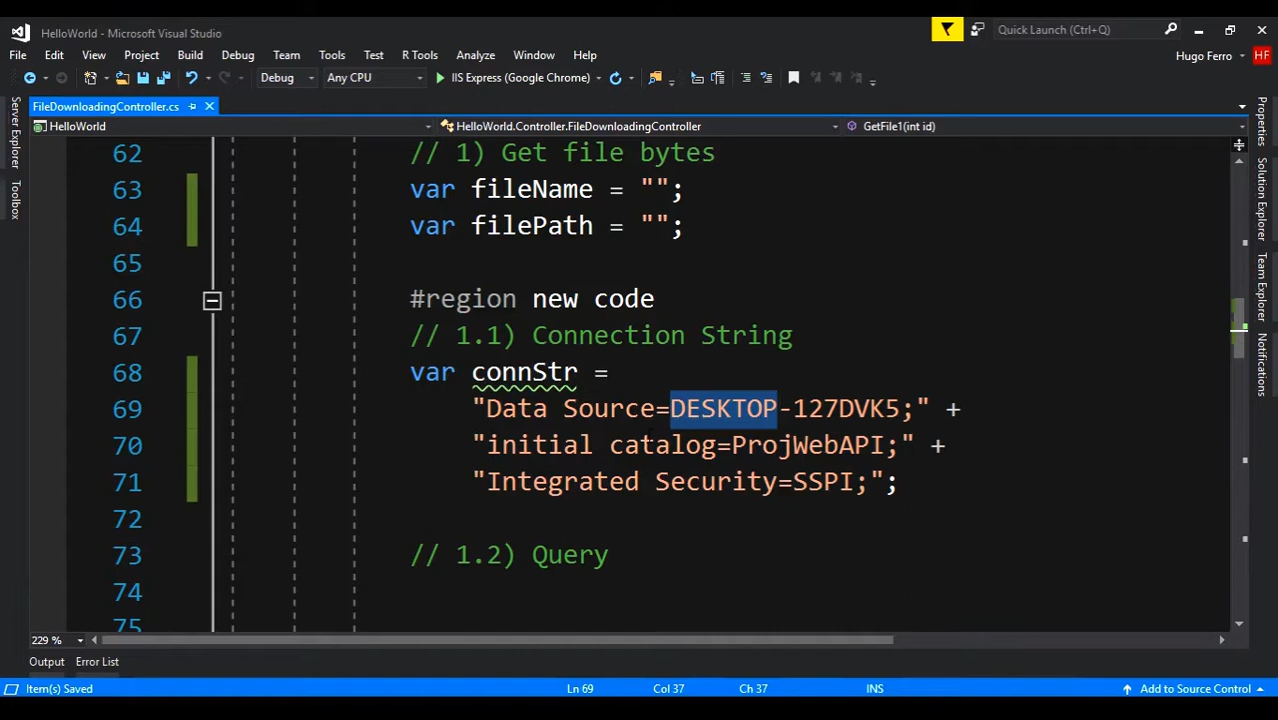 HelloWorld - Microsoft Visual Studio
Quick Launch (Ctrl+Q)
File Edit View Project Build Debug Team Tools Test R Tools Analyze Window Help
Hugo Ferro HF
Debug Any CPU IIS Express (Google Chrome)
FileDownloadingController.cs
HelloWorld HelloWorld.Controller.FileDownloadingController GetFile1(int id)
Server Explorer
Toolbox
62 // 1) Get file bytes
63 var fileName = "";
64 var filePath = "";
65
66 #region new code
67 // 1.1) Connection String
68 var connStr =
69 "Data Source=DESKTOP-127DVK5;" +
70 "initial catalog=ProjWebAPI;" +
71 "Integrated Security=SSPI;";
72
73 // 1.2) Query
74
75
Properties
Solution Explorer
Team Explorer
Notifications
229 %
Output Error List
Item(s) Saved Ln 69 Col 37 Ch 37 INS Add to Source Control